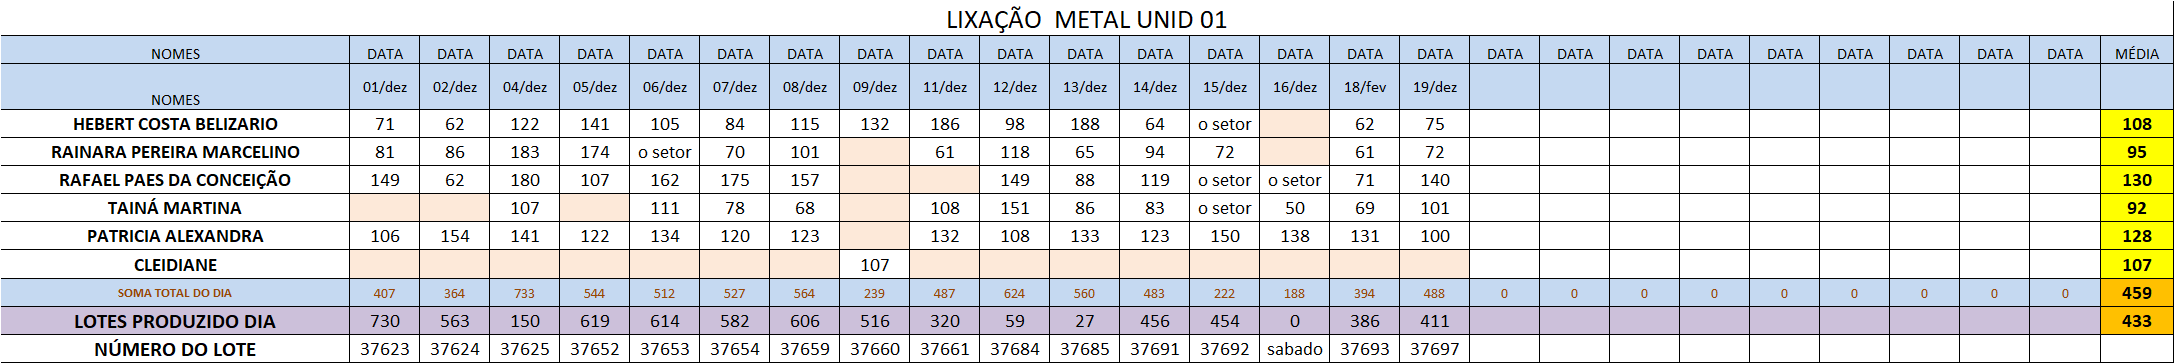 LIXAÇÃO METAL UNID 01
NOMES DATA DATA DATA DATA DATA DATA DATA DATA DATA DATA DATA DATA DATA DATA DATA DATA DATA DATA DATA DATA DATA DATA DATA DATA DATA MÉDIA
NOMES 01/dez 02/dez 04/dez 05/dez 06/dez 07/dez 08/dez 09/dez 11/dez 12/dez 13/dez 14/dez 15/dez 16/dez 18/fev 19/dez
HEBERT COSTA BELIZARIO 71 62 122 141 105 84 115 132 186 98 188 64 o setor 62 75 108
RAINARA PEREIRA MARCELINO 81 86 183 174 o setor 70 101 61 118 65 94 72 61 72 95
RAFAEL PAES DA CONCEIÇÃO 149 62 180 107 162 175 157 149 88 119 o setor o setor 71 140 130
TAINÁ MARTINA 107 111 78 68 108 151 86 83 o setor 50 69 101 92
PATRICIA ALEXANDRA 106 154 141 122 134 120 123 132 108 133 123 150 138 131 100 128
CLEIDIANE 107 107
SOMA TOTAL DO DIA 407 364 733 544 512 527 564 239 487 624 560 483 222 188 394 488 0 0 0 0 0 0 0 0 0 459
LOTES PRODUZIDO DIA 730 563 150 619 614 582 606 516 320 59 27 456 454 0 386 411 433
NÚMERO DO LOTE 37623 37624 37625 37652 37653 37654 37659 37660 37661 37684 37685 37691 37692 sabado 37693 37697